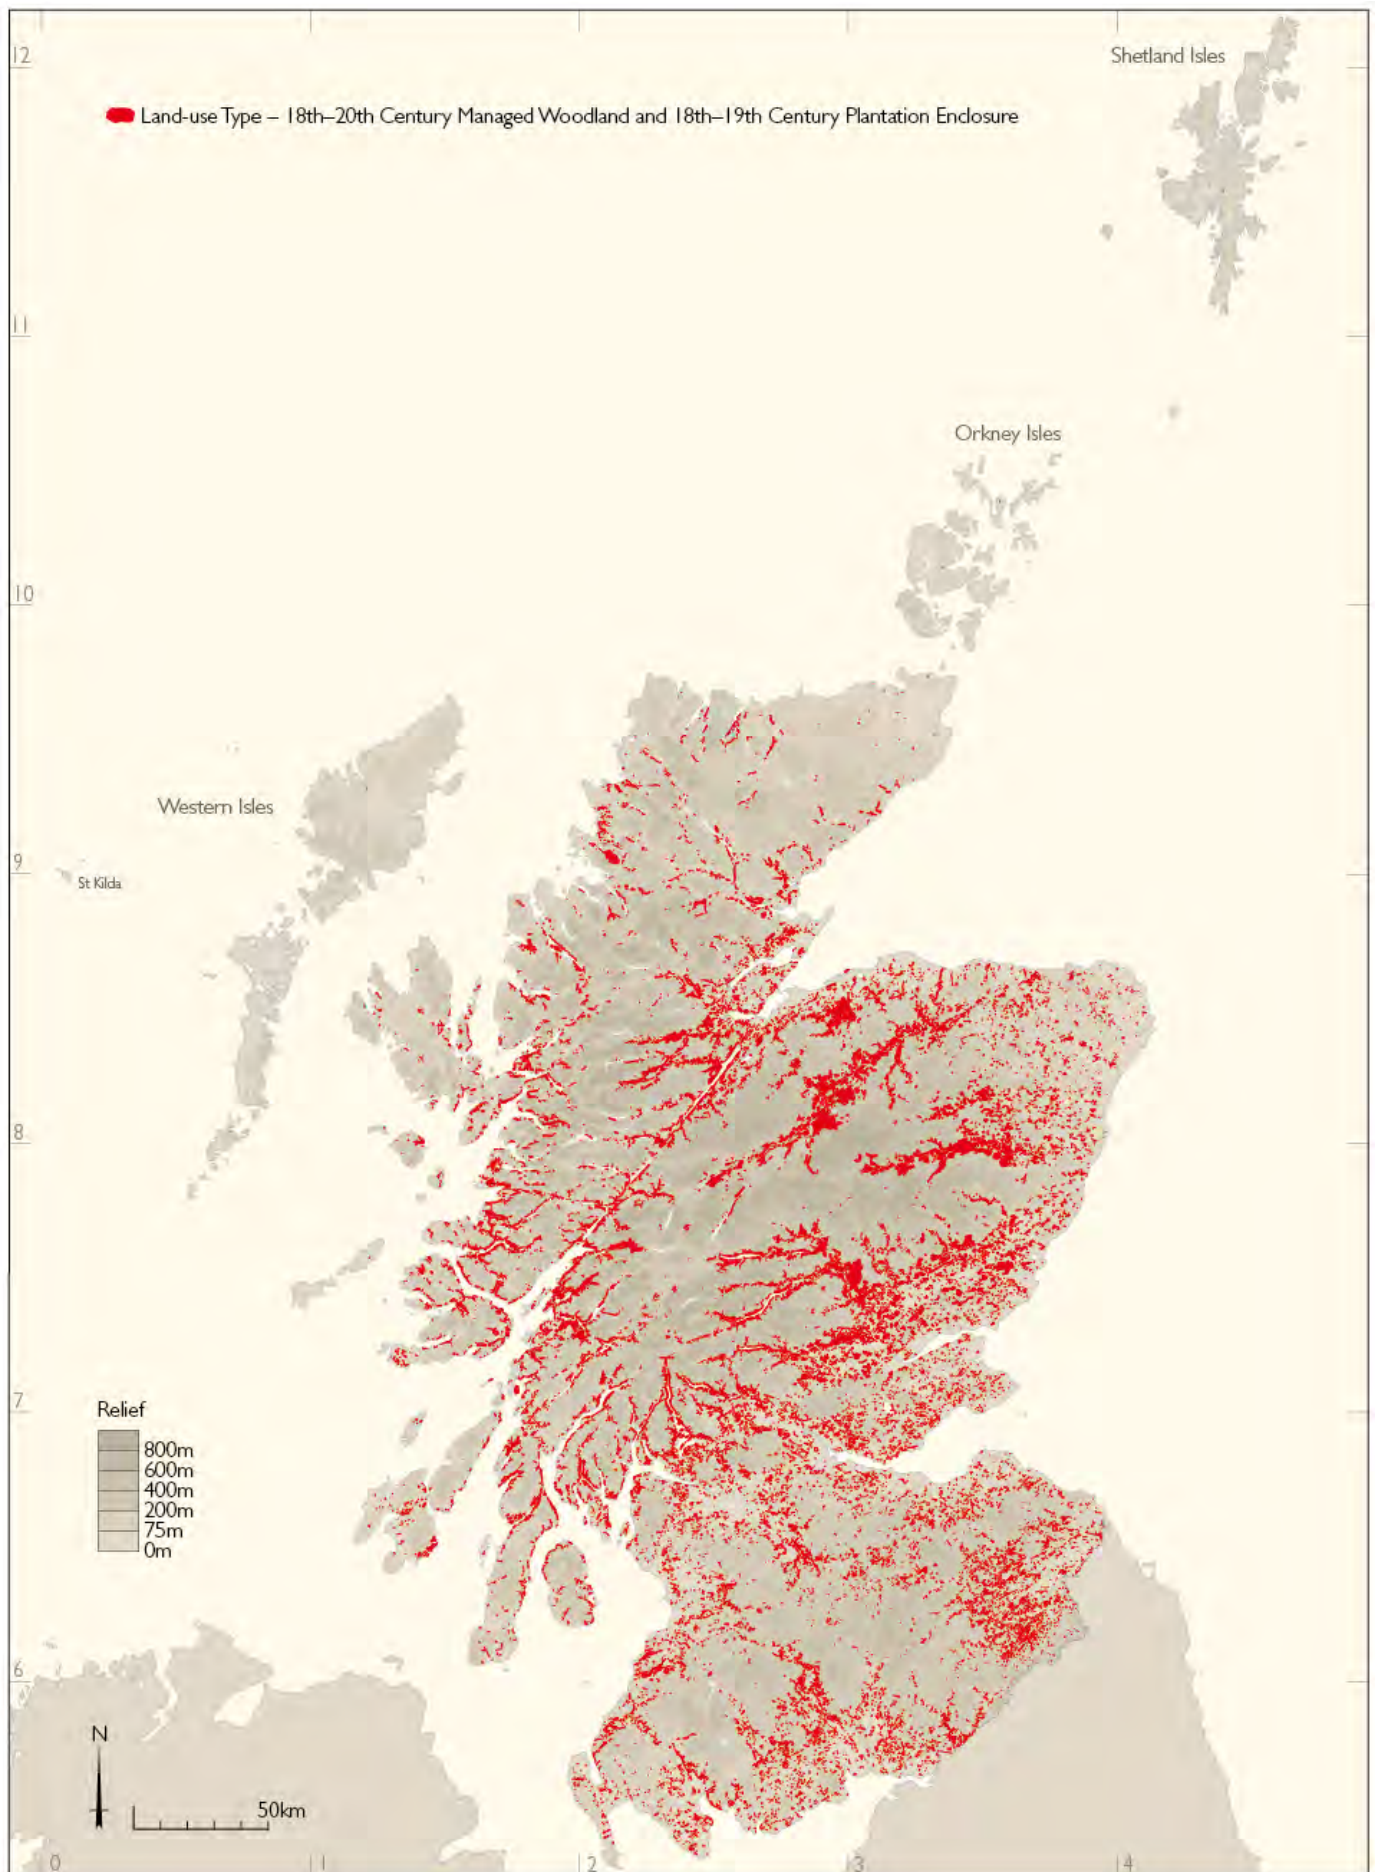 12
Shetland Isles
Land-use Type – 18th–20th Century Managed Woodland and 18th–19th Century Plantation Enclosure
11
Orkney Isles
10
Western Isles
9
St Kilda
8
7
Relief
800m
600m
400m
200m
75m
0m
6
N
50km
0
1
2
3
4